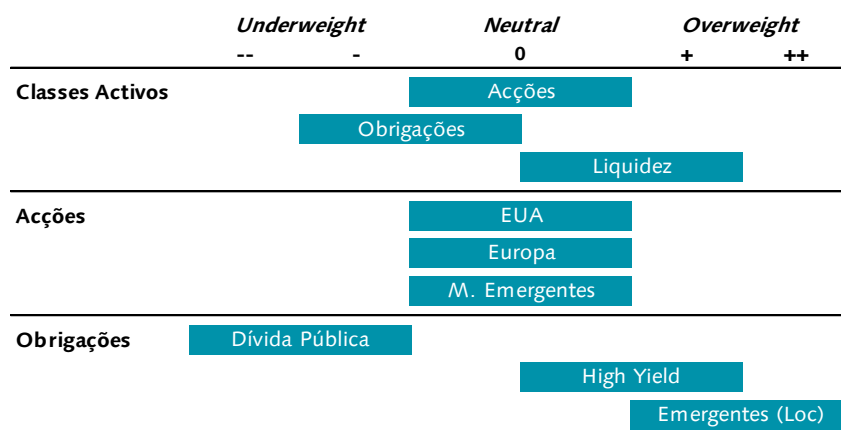 Underweight Neutral Overweight
-- - 0 + ++
Classes Activos Acções
Obrigações
Liquidez
Acções EUA
Europa
M. Emergentes
Obrigações Dívida Pública
High Yield
Emergentes (Loc)